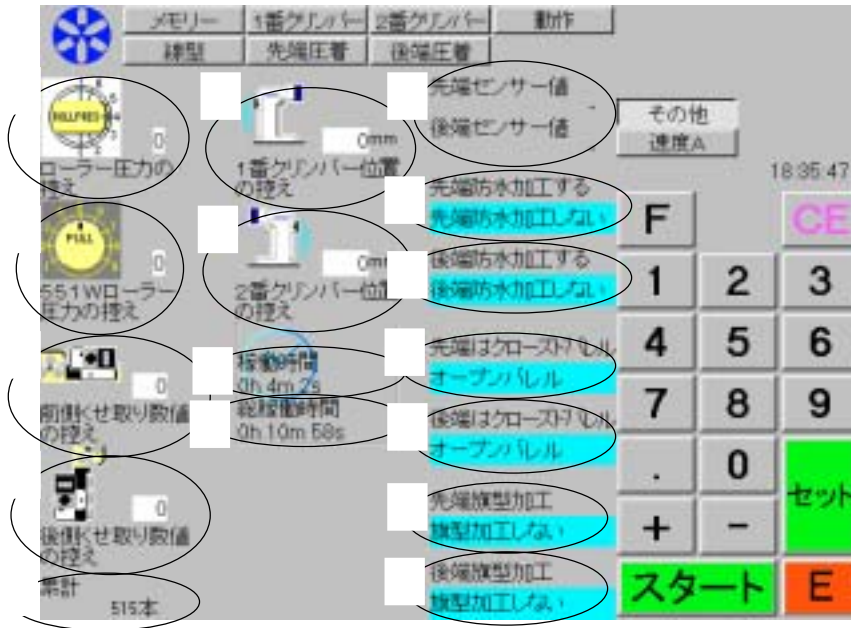 メモリー
1番クリンパー
2番クリンパー
動作
線型
先端圧着
後端圧着
0
ローラー圧力の
控え
0
551Wローラー
圧力の控え
0
前側くせ取り数値
の控え
0
後側くせ取り数値
の控え
累計
515本
0mm
1番クリンパー位置
の控え
0mm
2番クリンパー位置
の控え
稼働時間
0h 4m 2s
総稼働時間
0h 10m 58s
先端センサー値
後端センサー値
先端防水加工する
先端防水加工しない
後端防水加工する
後端防水加工しない
先端はクローズドバレル
オープンバレル
後端はクローズドバレル
オープンバレル
先端旗型加工
旗型加工しない
後端旗型加工
旗型加工しない
その他
速度A
18:35:47
F
CE
1 2 3
4 5 6
7 8 9
. 0
セット
+ -
スタート
E